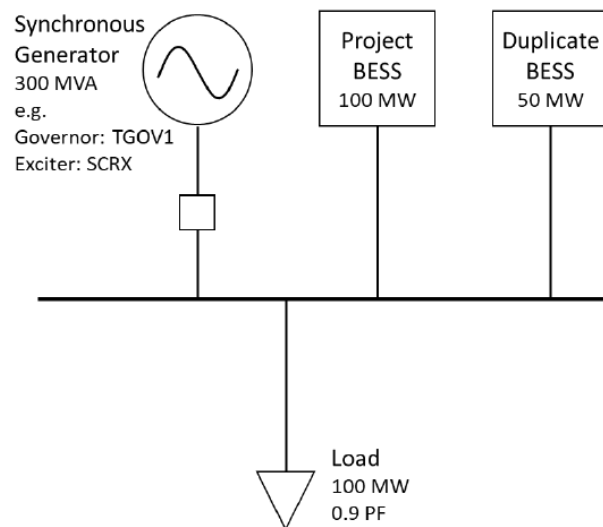 Synchronous
Generator
300 MVA
e.g.
Governor: TGOV1
Exciter: SCRX
Project
BESS
100 MW
Duplicate
BESS
50 MW
Load
100 MW
0.9 PF